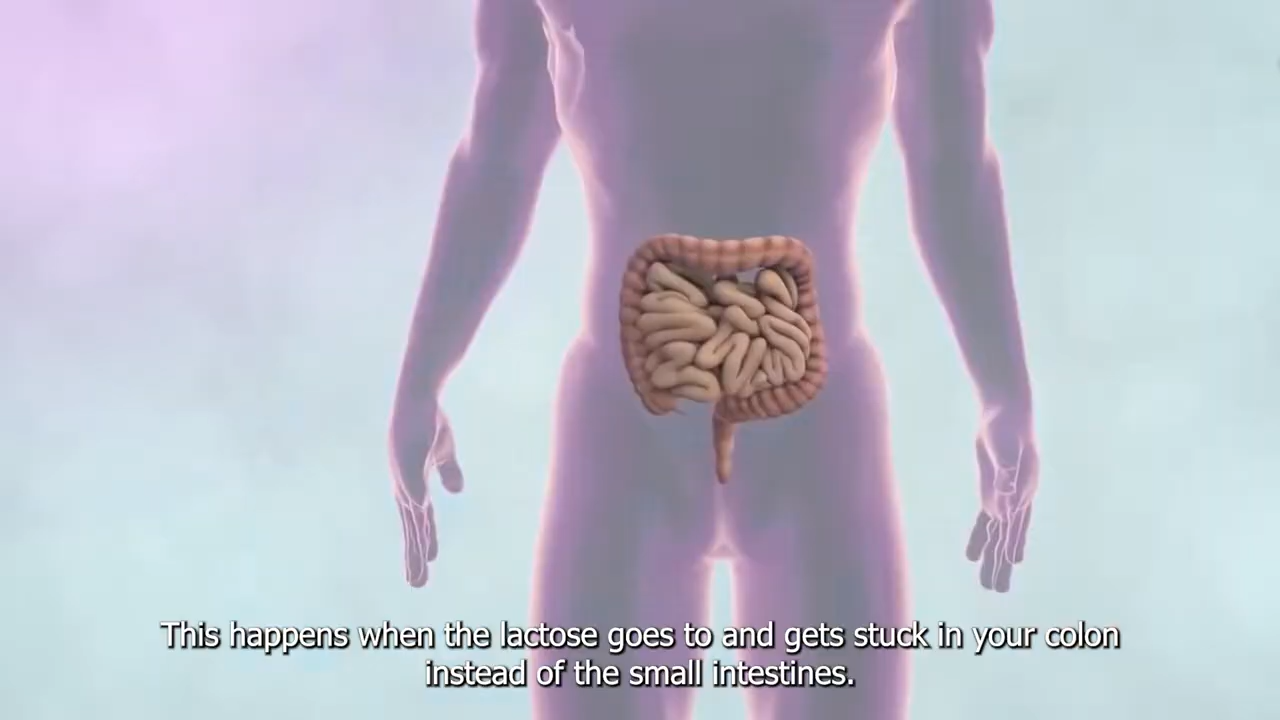 This happens when the lactose goes to and gets stuck in your colon
instead of the small intestines.